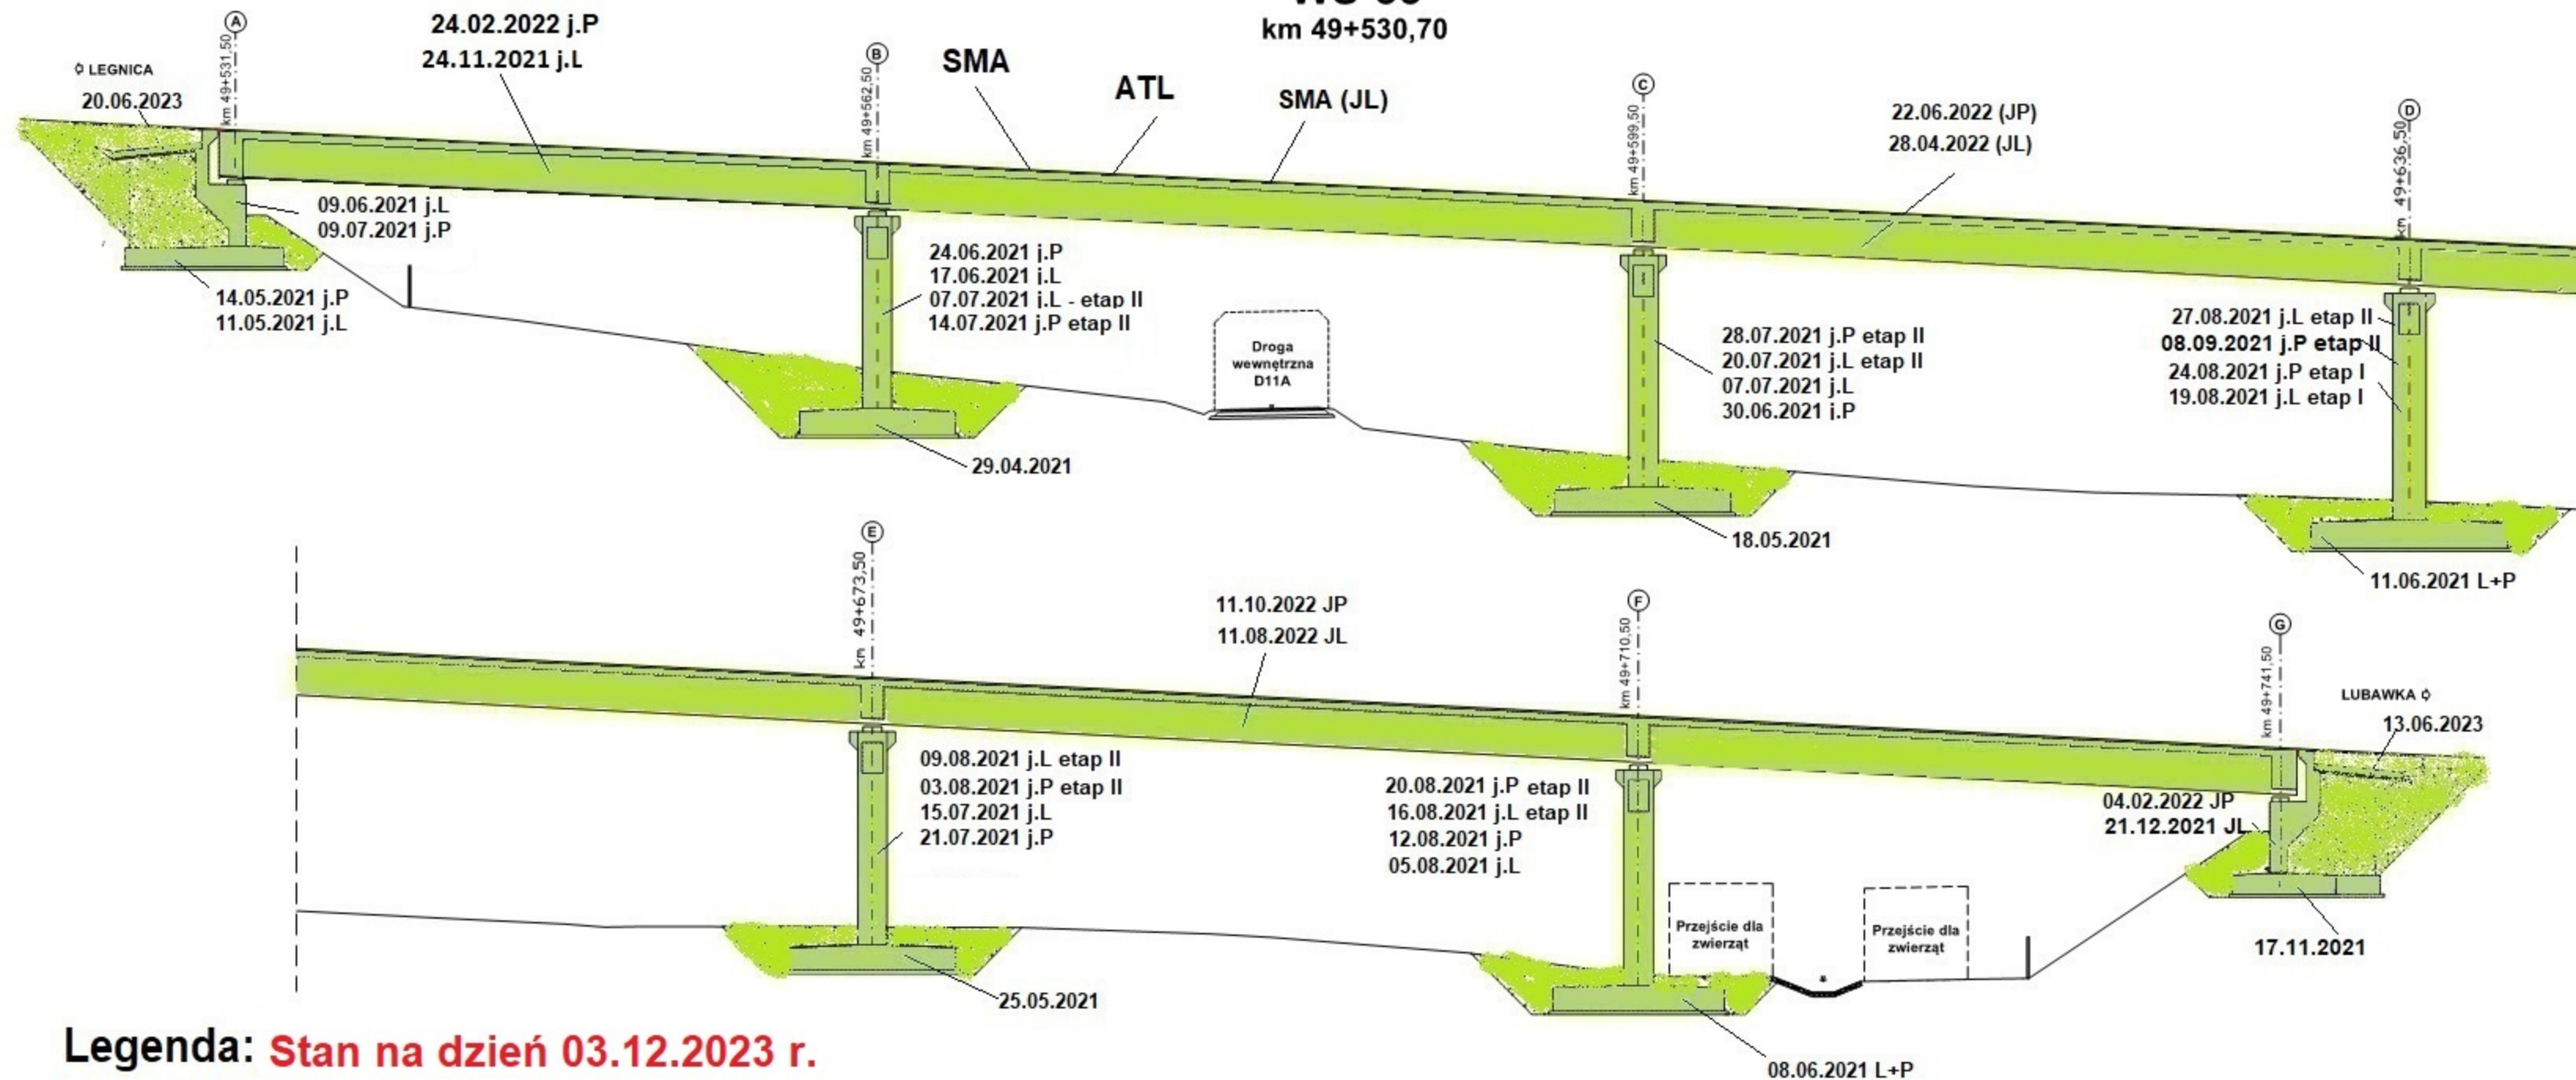 km 49+530,70
A
km 49+531,50
LEGNICA
20.06.2023
24.02.2022 j.P
24.11.2021 j.L
B
km 49+562,50
SMA
ATL
SMA (JL)
C
km 49+599,50
22.06.2022 (JP)
28.04.2022 (JL)
D
km 49+636,50
09.06.2021 j.L
09.07.2021 j.P
14.05.2021 j.P
11.05.2021 j.L
24.06.2021 j.P
17.06.2021 j.L
07.07.2021 j.L - etap II
14.07.2021 j.P etap II
Droga
wewnętrzna
D11A
29.04.2021
28.07.2021 j.P etap II
20.07.2021 j.L etap II
07.07.2021 j.L
30.06.2021 j.P
18.05.2021
27.08.2021 j.L etap II
08.09.2021 j.P etap II
24.08.2021 j.P etap I
19.08.2021 j.L etap I
11.06.2021 L+P
E
km 49+673,50
11.10.2022 JP
11.08.2022 JL
F
km 49+710,50
G
km 49+741,50
LUBAWKA
13.06.2023
09.08.2021 j.L etap II
03.08.2021 j.P etap II
15.07.2021 j.L
21.07.2021 j.P
25.05.2021
20.08.2021 j.P etap II
16.08.2021 j.L etap II
12.08.2021 j.P
05.08.2021 j.L
Przejście dla
zwierząt
Przejście dla
zwierząt
08.06.2021 L+P
04.02.2022 JP
21.12.2021 JL
17.11.2021
Legenda: Stan na dzień 03.12.2023 r.